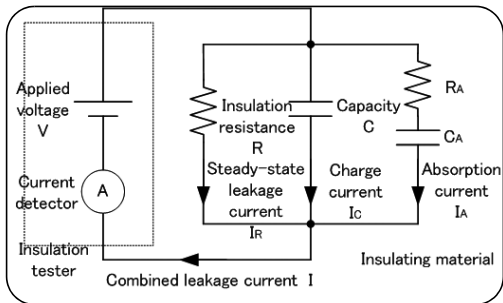 Applied
voltage
V
Current
detector
A
Insulation
tester
Insulation
resistance
R
Steady-state
leakage
current
IR
Capacity
C
Charge
current
IC
RA
CA
Absorption
current
IA
Insulating material
Combined leakage current I